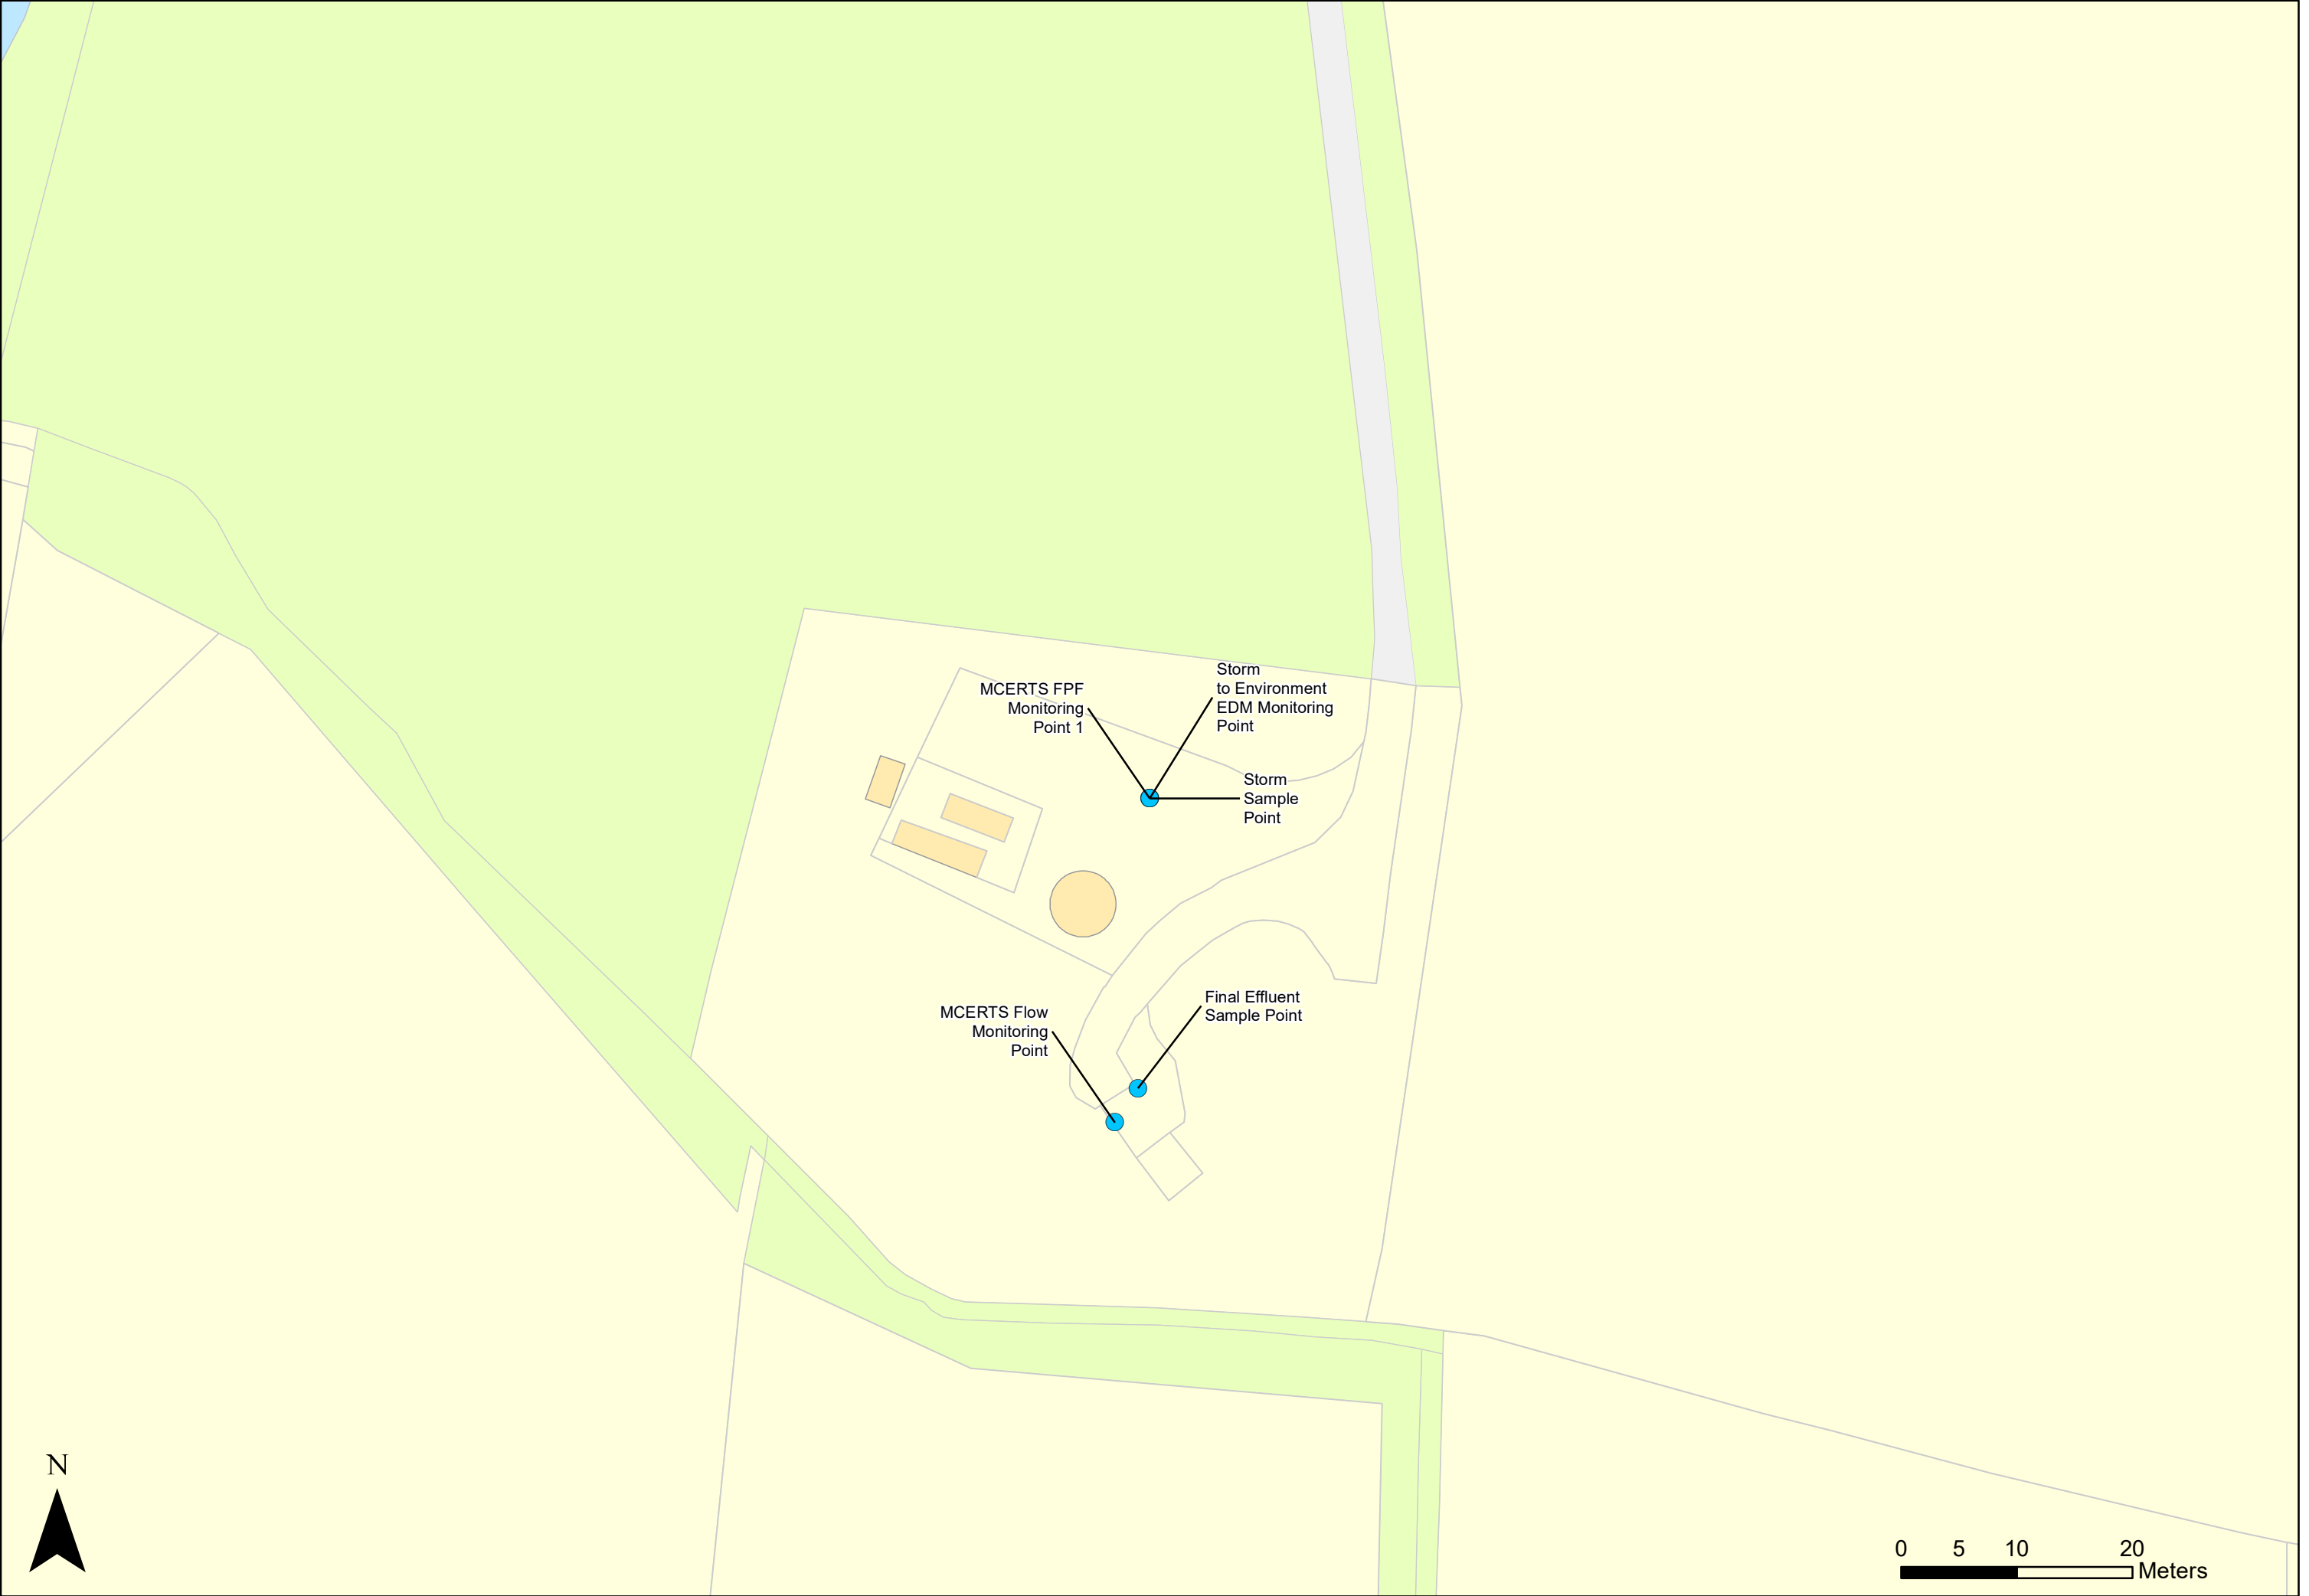 MCERTS FPF
Monitoring
Point 1
Storm
to Environment
EDM Monitoring
Point
Storm
Sample
Point
MCERTS Flow
Monitoring
Point
Final Effluent
Sample Point
N
0 5 10 20
Meters